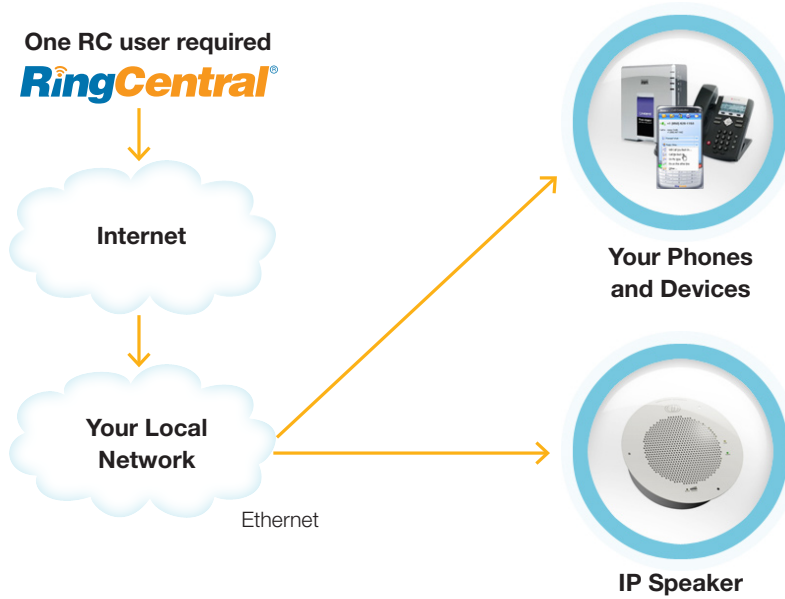 One RC user required
RingCentral®
Internet
Your Local
Network
Ethernet
Your Phones
and Devices
IP Speaker